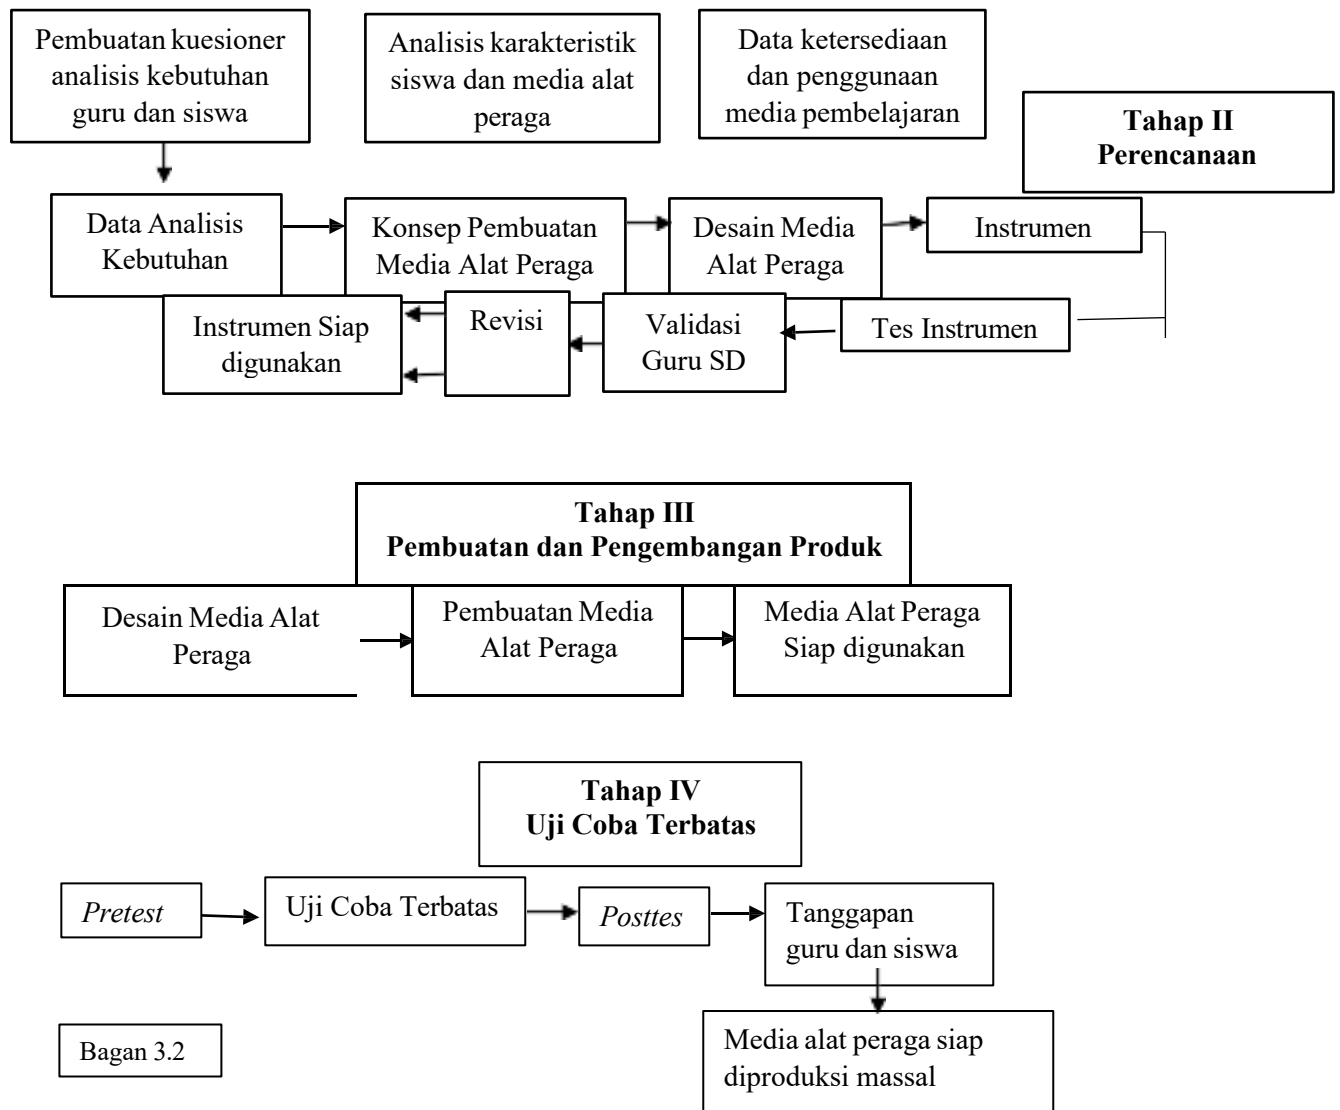 Pembuatan kuesioner
analisis kebutuhan
guru dan siswa
Analisis karakteristik
siswa dan media alat
peraga
Data ketersediaan
dan penggunaan
media pembelajaran
Tahap II
Perencanaan
Data Analisis
Kebutuhan
Konsep Pembuatan
Media Alat Peraga
Desain Media
Alat Peraga
Instrumen
Instrumen Siap
digunakan
Revisi
Validasi
Guru SD
Tes Instrumen
Tahap III
Pembuatan dan Pengembangan Produk
Desain Media Alat
Peraga
Pembuatan Media
Alat Peraga
Media Alat Peraga
Siap digunakan
Tahap IV
Uji Coba Terbatas
Pretest
Uji Coba Terbatas
Posttes
Tanggapan
guru dan siswa
Media alat peraga siap
diproduksi massal
Bagan 3.2